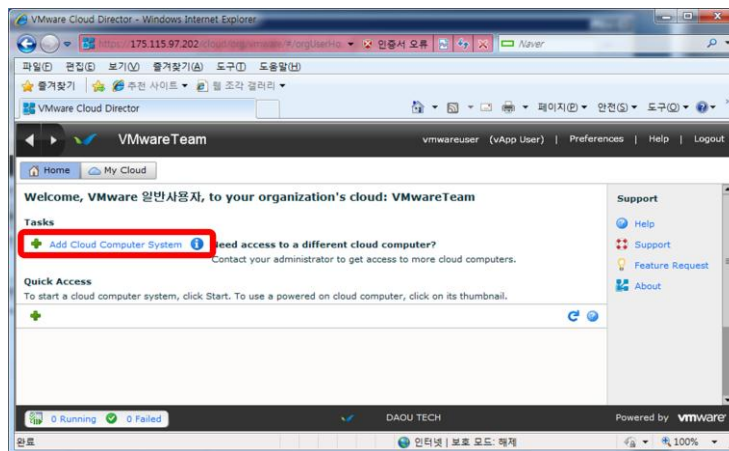 VMware Cloud Director - Windows Internet Explorer
https://175.115.97.202/cloud/org/vmware/#/orgUserHo 인증서 오류 Naver
파일(F) 편집(E) 보기(V) 즐겨찾기(A) 도구(T) 도움말(H)
즐겨찾기 추천 사이트 웹 조각 갤러리
VMware Cloud Director 페이지(P) 안전(S) 도구(O)
VMwareTeam vmwareuser (vApp User) | Preferences | Help | Logout
Home My Cloud
Welcome, VMware 일반사용자, to your organization's cloud: VMwareTeam
Tasks
Add Cloud Computer System Need access to a different cloud computer?
Contact your administrator to get access to more cloud computers.
Quick Access
To start a cloud computer system, click Start. To use a powered on cloud computer, click on its thumbnail.
Support
Help
Support
Feature Request
About
0 Running 0 Failed DAOU TECH Powered by vmware
완료 인터넷 | 보호 모드: 해제 100%